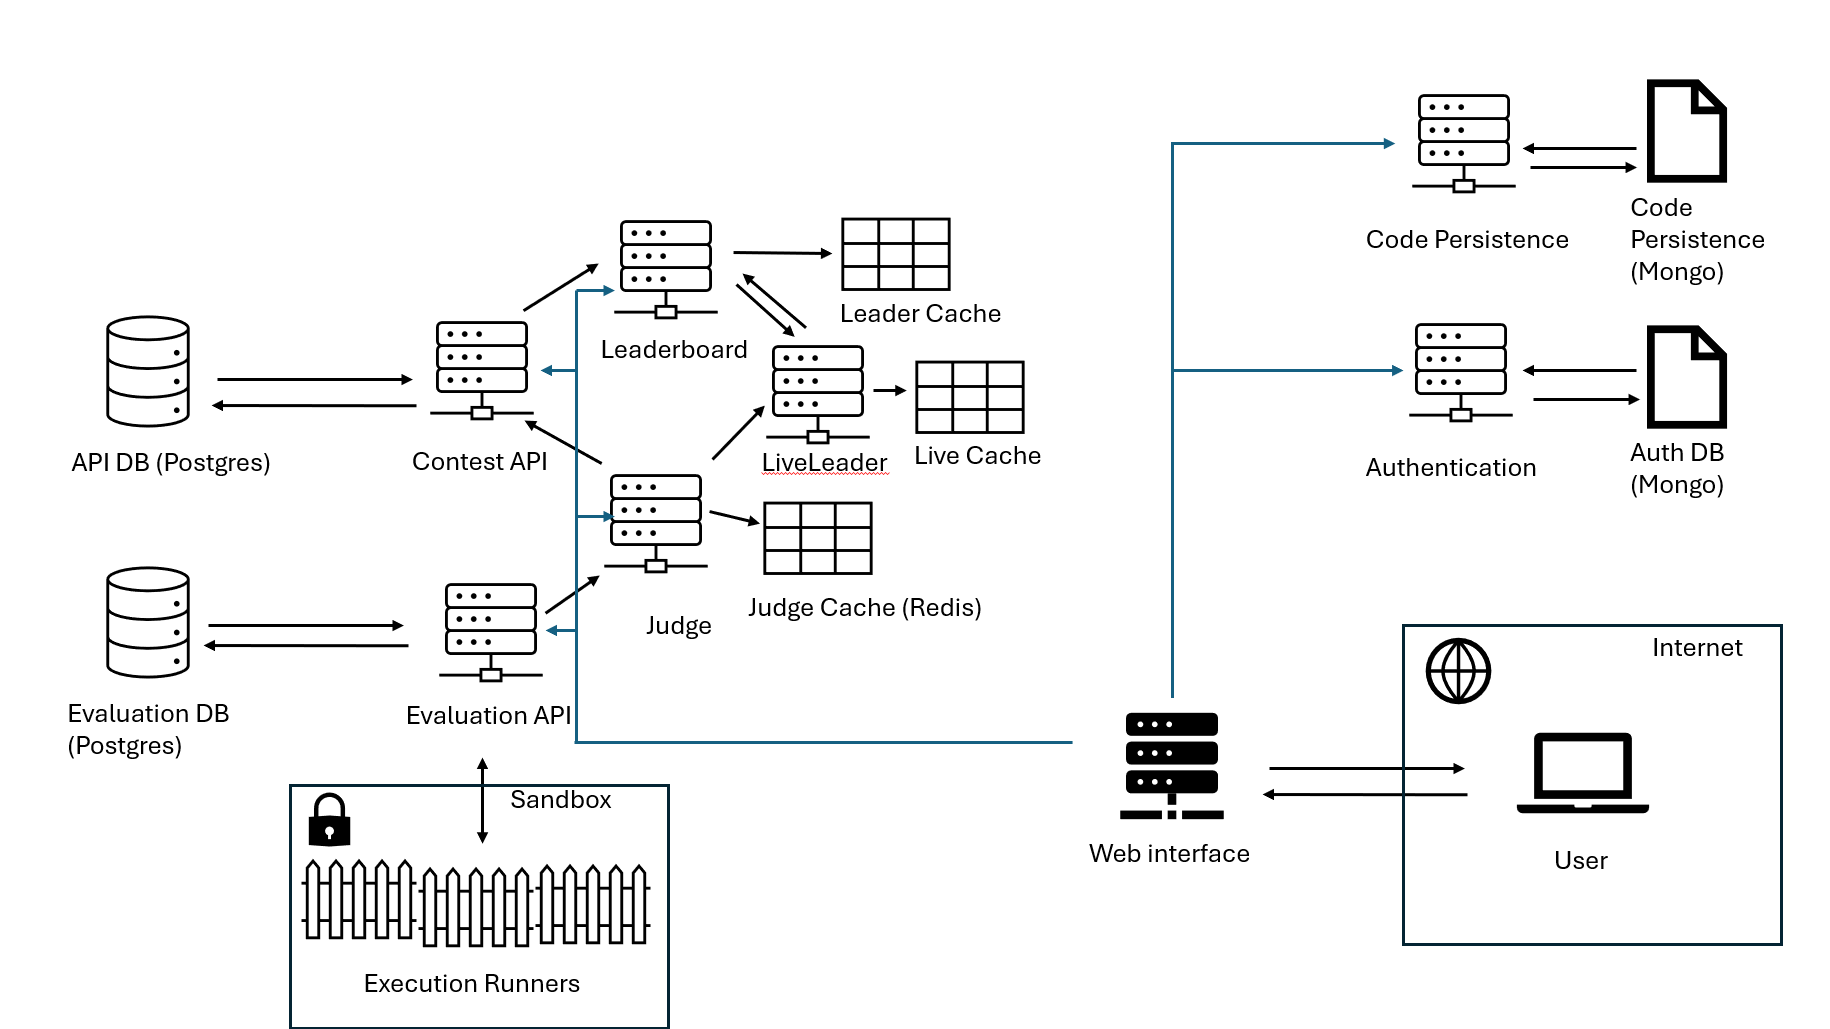 Code Persistence
Code
Persistence
(Mongo)
Leader Cache
Leaderboard
API DB (Postgres)
Contest API
LiveLeader
Live Cache
Authentication
Auth DB
(Mongo)
Judge Cache (Redis)
Judge
Internet
Evaluation DB
(Postgres)
Evaluation API
Sandbox
Web interface
User
Execution Runners